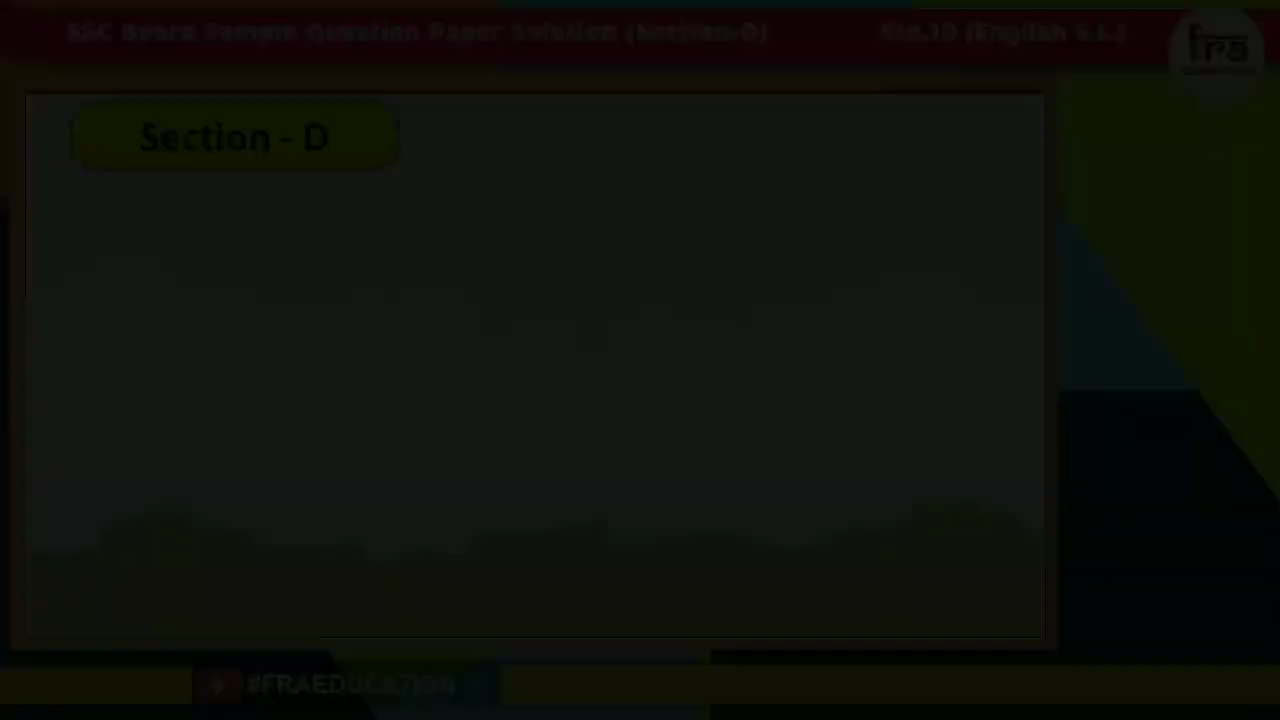 SSC Board Sample Question Paper Solution (Section-D)
Std.10 (English S.L.)
fra
Section - D
#FRAEDUCATION